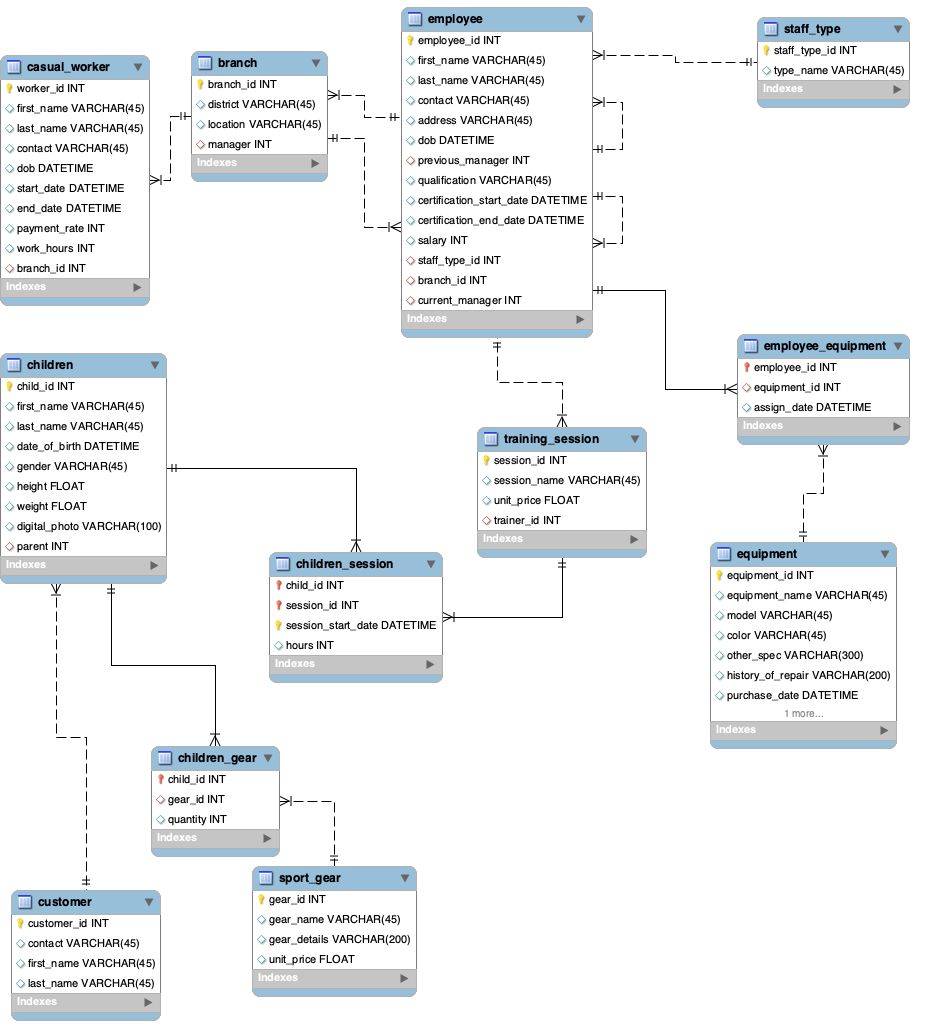 employee
employee_id INT
first_name VARCHAR(45)
last_name VARCHAR(45)
contact VARCHAR(45)
address VARCHAR(45)
dob DATETIME
previous_manager INT
qualification VARCHAR(45)
certification_start_date DATETIME
certification_end_date DATETIME
salary INT
staff_type_id INT
branch_id INT
current_manager INT
Indexes
staff_type
staff_type_id INT
type_name VARCHAR(45)
Indexes
casual_worker
worker_id INT
first_name VARCHAR(45)
last_name VARCHAR(45)
contact VARCHAR(45)
dob DATETIME
start_date DATETIME
end_date DATETIME
payment_rate INT
work_hours INT
branch_id INT
Indexes
branch
branch_id INT
district VARCHAR(45)
location VARCHAR(45)
manager INT
Indexes
employee_equipment
employee_id INT
equipment_id INT
assign_date DATETIME
Indexes
children
child_id INT
first_name VARCHAR(45)
last_name VARCHAR(45)
date_of_birth DATETIME
gender VARCHAR(45)
height FLOAT
weight FLOAT
digital_photo VARCHAR(100)
parent INT
Indexes
training_session
session_id INT
session_name VARCHAR(45)
unit_price FLOAT
trainer_id INT
Indexes
children_session
child_id INT
session_id INT
session_start_date DATETIME
hours INT
Indexes
equipment
equipment_id INT
equipment_name VARCHAR(45)
model VARCHAR(45)
color VARCHAR(45)
other_spec VARCHAR(300)
history_of_repair VARCHAR(200)
purchase_date DATETIME
1 more...
Indexes
children_gear
child_id INT
gear_id INT
quantity INT
Indexes
sport_gear
gear_id INT
gear_name VARCHAR(45)
gear_details VARCHAR(200)
unit_price FLOAT
Indexes
customer
customer_id INT
contact VARCHAR(45)
first_name VARCHAR(45)
last_name VARCHAR(45)
Indexes